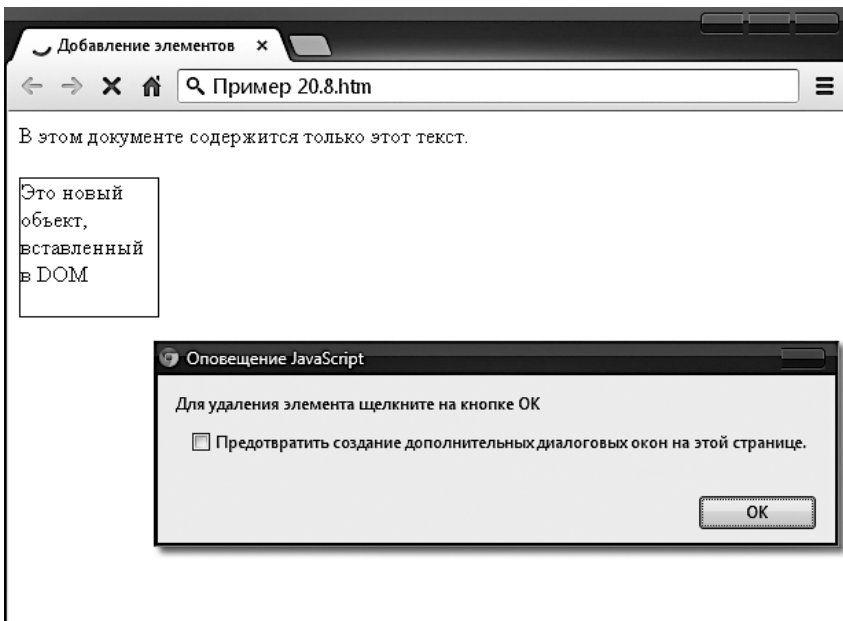 Добавление элементов
Пример 20.8.htm
В этом документе содержится только этот текст.
Это новый
объект,
вставленный
в DOM
Оповещение JavaScript
Для удаления элемента щелкните на кнопке OK
Предотвратить создание дополнительных диалоговых окон на этой странице.
OK